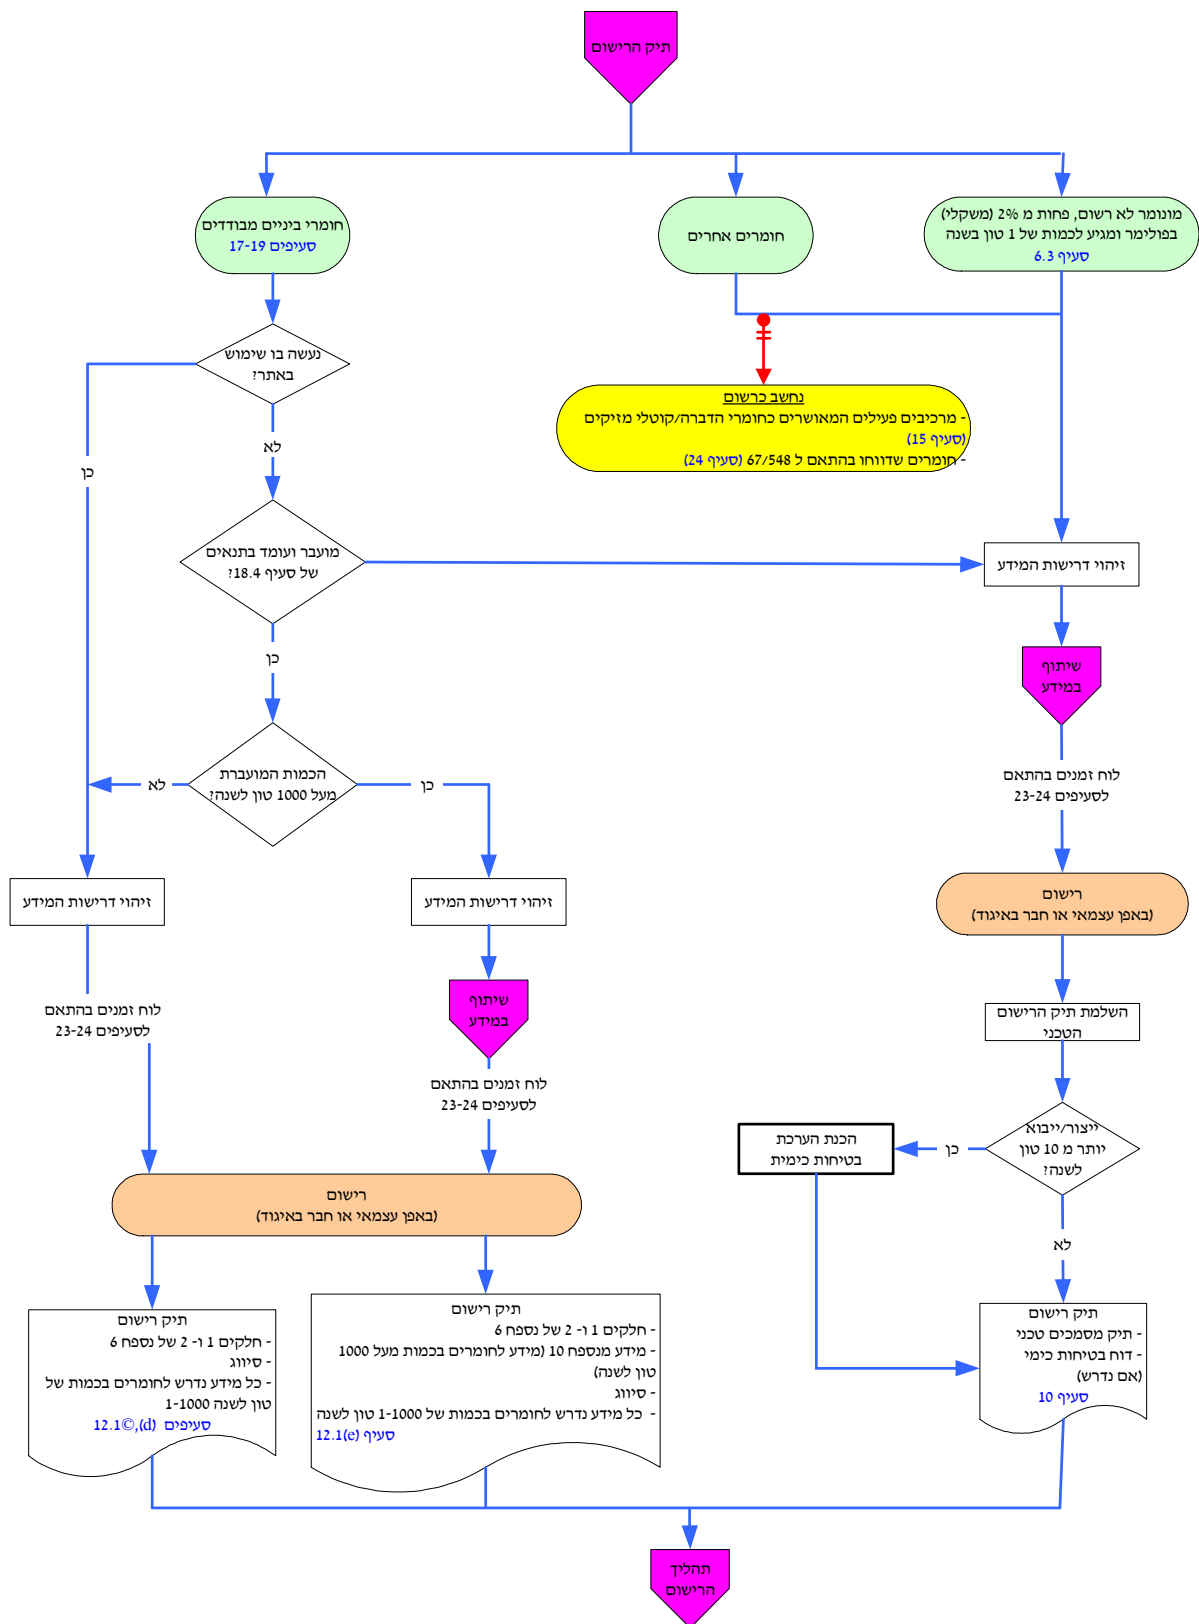 תיק הרישום
מונומר לא רשום, פחות מ 2% (משקלי)
בפולימר ומגיע לכמות של 1 טון בשנה
סעיף 6.3
חומרים אחרים
חומרי ביניים מבודדים
סעיפים 17-19
נעשה בו שימוש
באתר?
נחשב כרשום
- מרכיבים פעילים המאושרים כחומרי הדברה/קוטלי מזיקים
(סעיף 15)
- חומרים שדווחו בהתאם ל 67/548 (סעיף 24)
לא
כן
מועבר ועומד בתנאים
של סעיף 18.4?
זיהוי דרישות המידע
כן
שיתוף
במידע
הכמות המועברת
מעל 1000 טון לשנה?
כן
לא
לוח זמנים בהתאם
לסעיפים 23-24
זיהוי דרישות המידע
זיהוי דרישות המידע
רישום
(באפן עצמאי או חבר באיגוד)
שיתוף
במידע
לוח זמנים בהתאם
לסעיפים 23-24
השלמת תיק הרישום
הטכני
לוח זמנים בהתאם
לסעיפים 23-24
ייצור/ייבוא
יותר מ 10 טון
לשנה?
כן
הכנת הערכת
בטיחות כימית
רישום
(באפן עצמאי או חבר באיגוד)
לא
תיק רישום
- תיק מסמכים טכני
- דוח בטיחות כימי
(אם נדרש)
סעיף 10
תיק רישום
- חלקים 1 ו- 2 של נספח 6
- מידע מנספח 10 (מידע לחומרים בכמות מעל 1000
טון לשנה)
- סיווג
- כל מידע נדרש לחומרים בכמות של 1-1000 טון לשנה
סעיף 12.1(e)
תיק רישום
- חלקים 1 ו- 2 של נספח 6
- סיווג
- כל מידע נדרש לחומרים בכמות של
1-1000 טון לשנה
סעיפים 12.1©,(d)
תהליך
הרישום